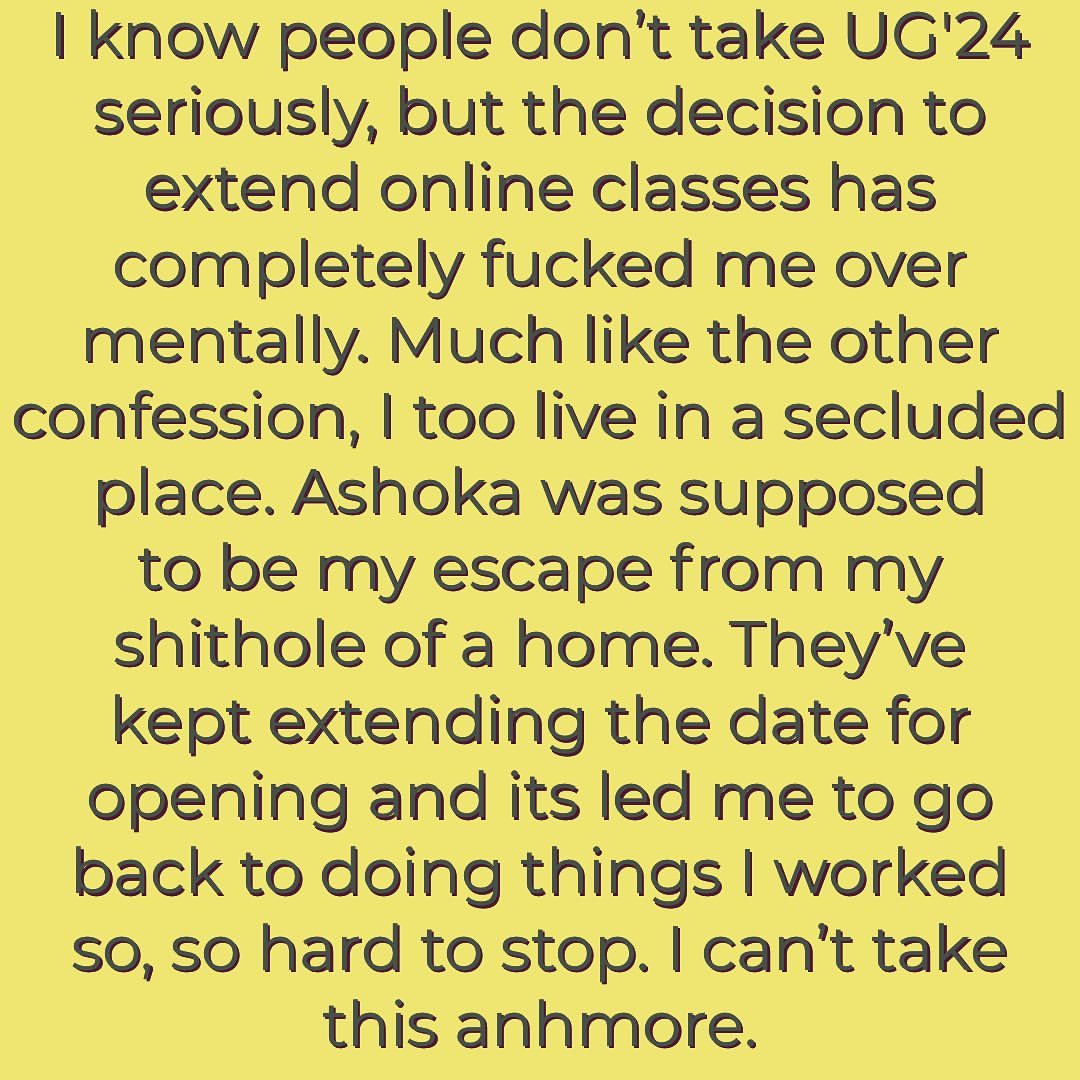 I know people don’t take UG'24
seriously, but the decision to
extend online classes has
completely fucked me over
mentally. Much like the other
confession, I too live in a secluded
place. Ashoka was supposed
to be my escape from my
shithole of a home. They’ve
kept extending the date for
opening and its led me to go
back to doing things I worked
so, so hard to stop. I can’t take
this anhmore.